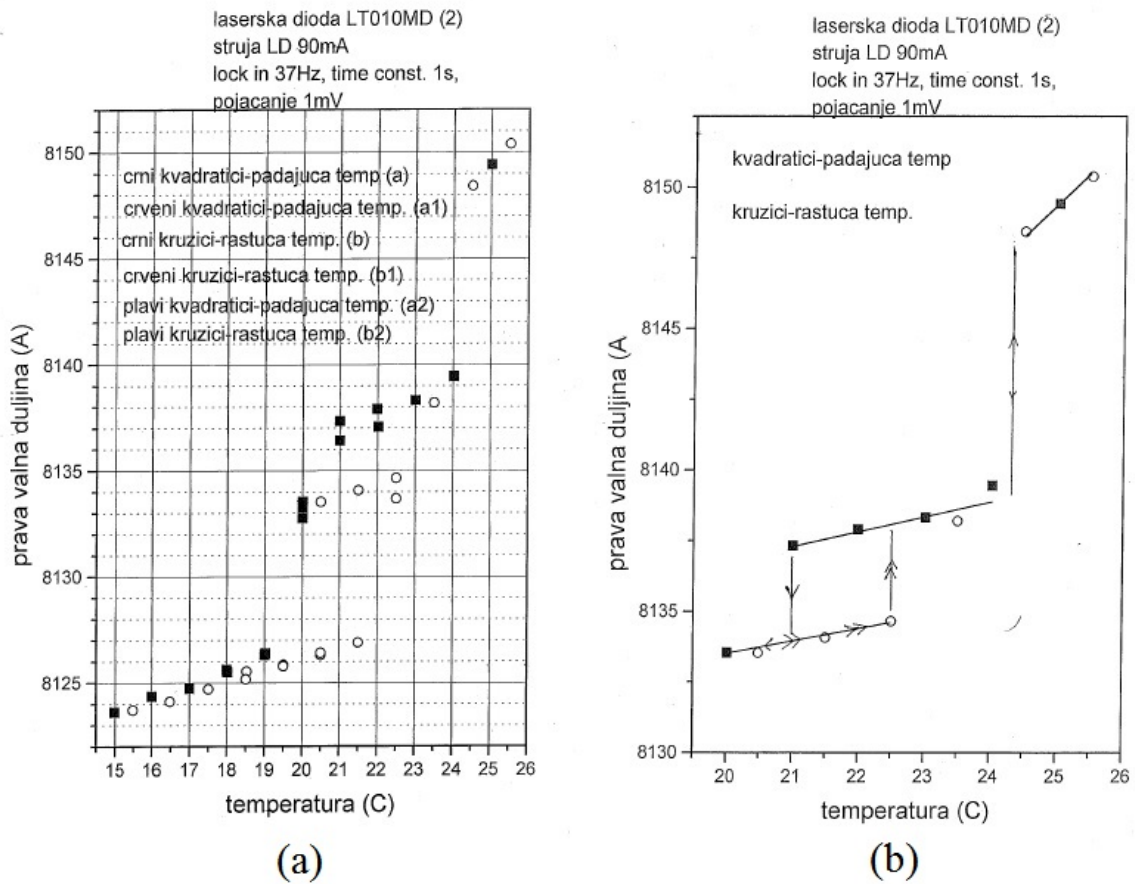 laserska dioda LT010MD (2)
struja LD 90mA
lock in 37Hz, time const. 1s,
pojacanje 1mV
8150
8145
8140
8135
8130
8125
prava valna duljina (A)
crni kvadratici-padajuca temp (a)
crveni kvadratici-padajuca temp. (a1)
crni kruzici-rastuca temp. (b)
crveni kruzici-rastuca temp. (b1)
plavi kvadratici-padajuca temp. (a2)
plavi kruzici-rastuca temp. (b2)
15 16 17 18 19 20 21 22 23 24 25 26
temperatura (C)
(a)
laserska dioda LT010MD (2)
struja LD 90mA
lock in 37Hz, time const. 1s,
pojacanje 1mV
8150
8145
8140
8135
8130
prava valna duljina (A
kvadratici-padajuca temp
kruzici-rastuca temp.
20 21 22 23 24 25 26
temperatura (C)
(b)